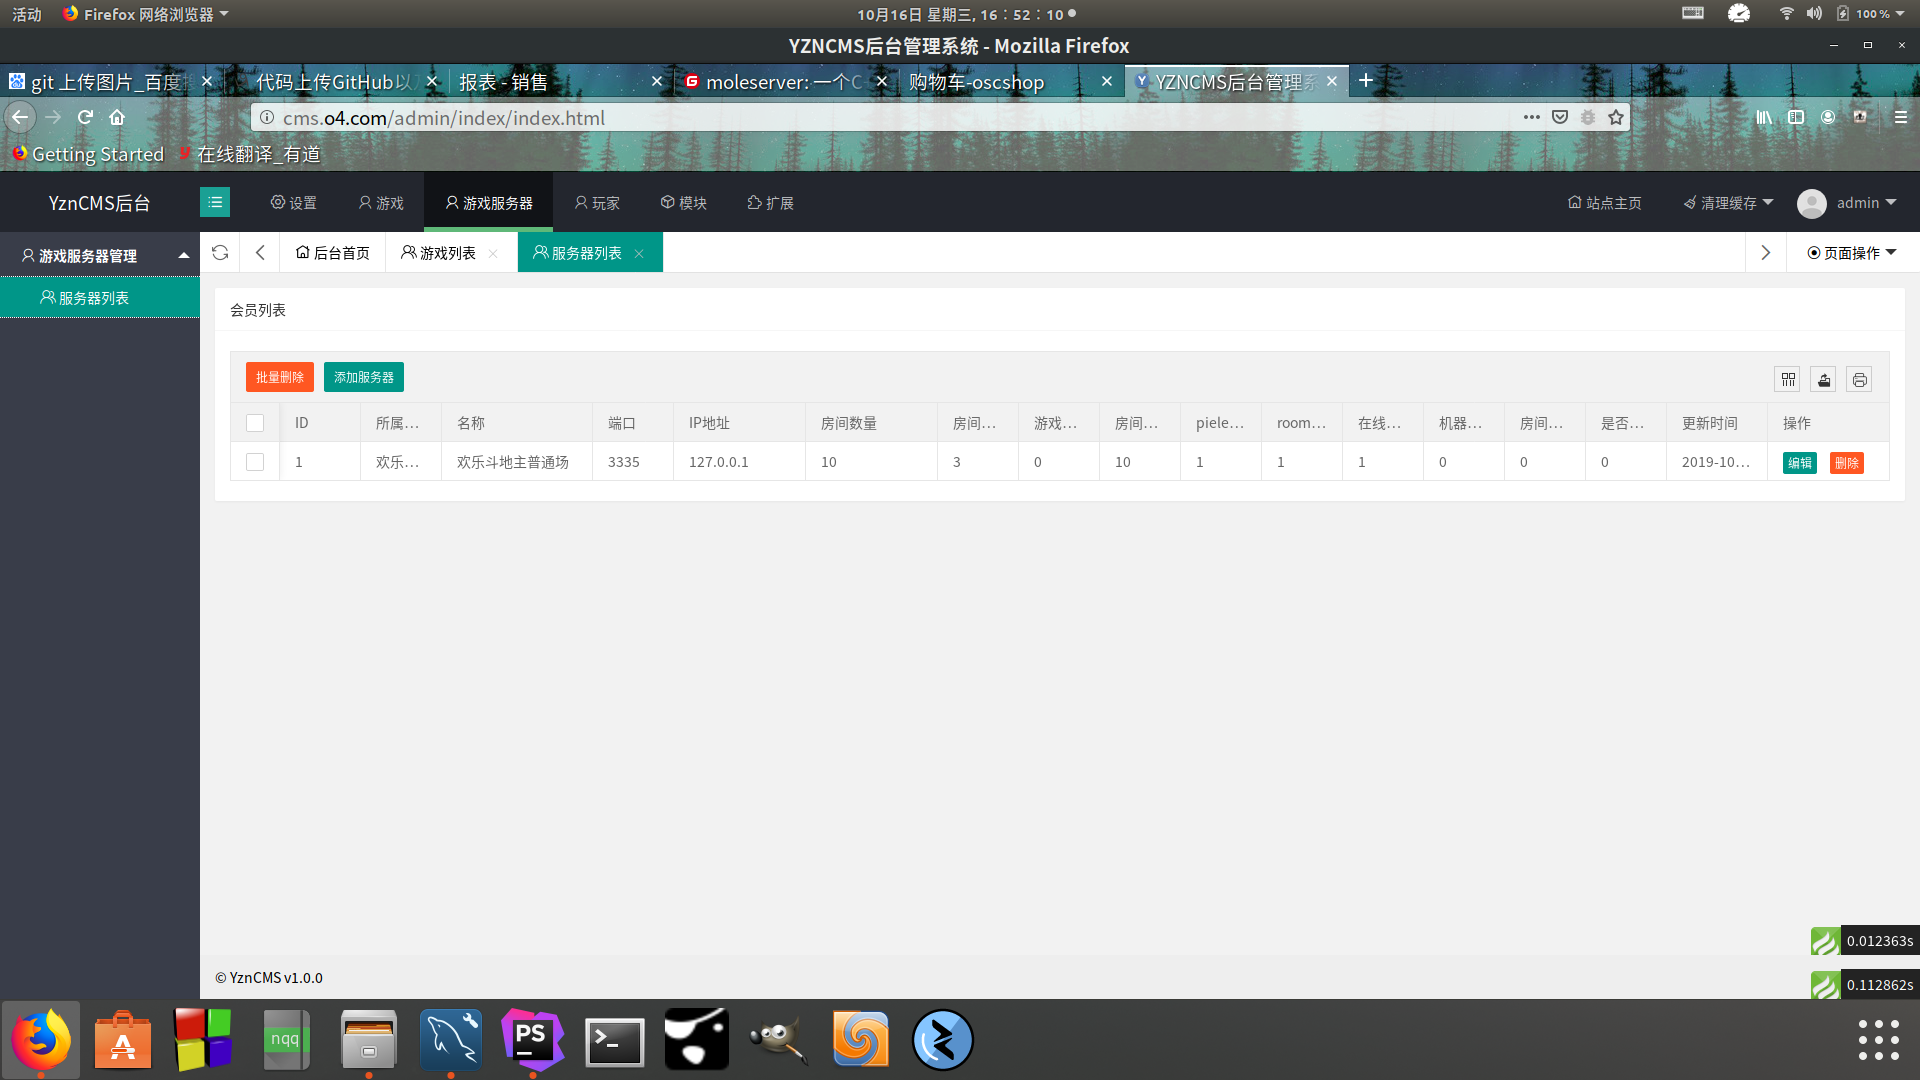 活动 Firefox 网络浏览器 10月16日 星期三, 16∶52∶10 100%
YZNCMS后台管理系统 - Mozilla Firefox
git 上传图片_百度 代码上传GitHub以 报表 - 销售 moleserver: 一个C 购物车-oscshop YZNCMS后台管理系
cms.o4.com/admin/index/index.html
Getting Started 在线翻译_有道
YznCMS后台 设置 游戏 游戏服务器 玩家 模块 扩展 站点主页 清理缓存 admin
游戏服务器管理 后台首页 游戏列表 服务器列表 页面操作
服务器列表
会员列表
批量删除 添加服务器
ID 所属… 名称 端口 IP地址 房间数量 房间… 游戏… 房间… piele… room… 在线… 机器… 房间… 是否… 更新时间 操作
1 欢乐… 欢乐斗地主普通场 3335 127.0.0.1 10 3 0 10 1 1 1 0 0 0 2019-10… 编辑 删除
0.012363s
© YznCMS v1.0.0
0.112862s
nqq PS